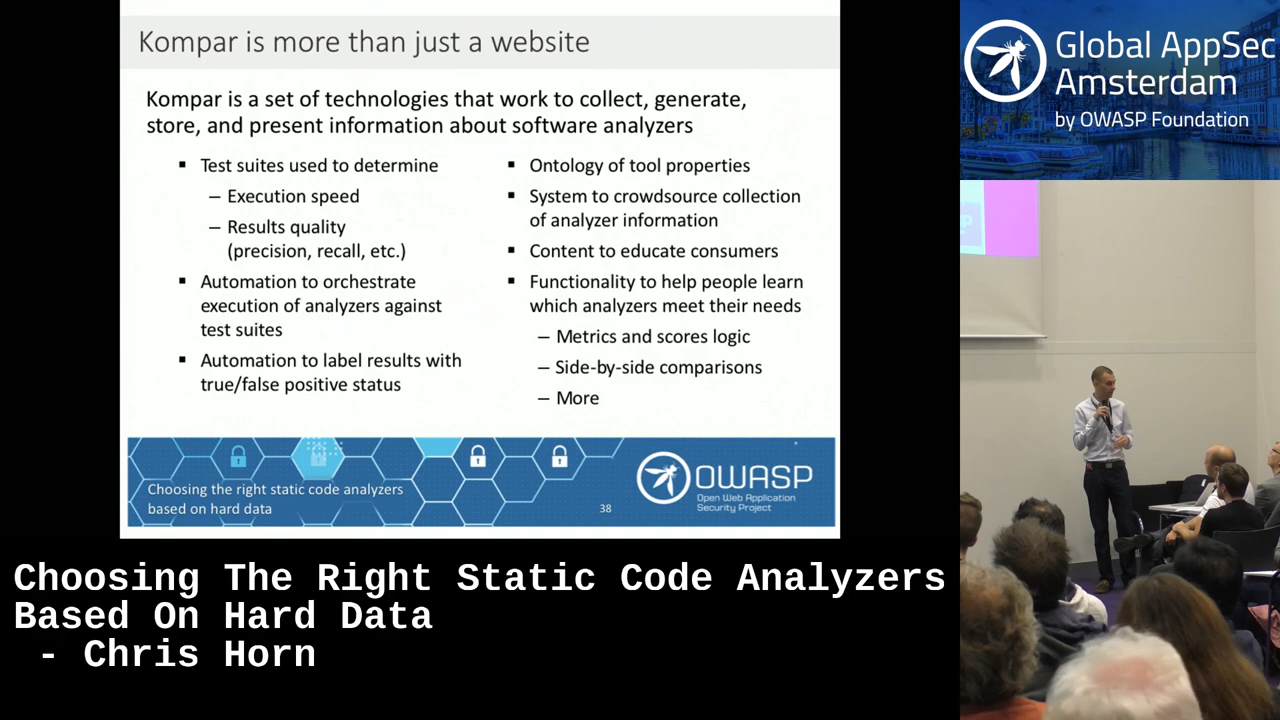 Kompar is more than just a website
Kompar is a set of technologies that work to collect, generate,
store, and present information about software analyzers
▪ Test suites used to determine
– Execution speed
– Results quality
(precision, recall, etc.)
▪ Automation to orchestrate
execution of analyzers against
test suites
▪ Automation to label results with
true/false positive status
▪ Ontology of tool properties
▪ System to crowdsource collection
of analyzer information
▪ Content to educate consumers
▪ Functionality to help people learn
which analyzers meet their needs
– Metrics and scores logic
– Side-by-side comparisons
– More
Choosing the right static code analyzers
based on hard data
38
OWASP
Open Web Application
Security Project
Global AppSec
Amsterdam
by OWASP Foundation
Choosing The Right Static Code Analyzers
Based On Hard Data
- Chris Horn